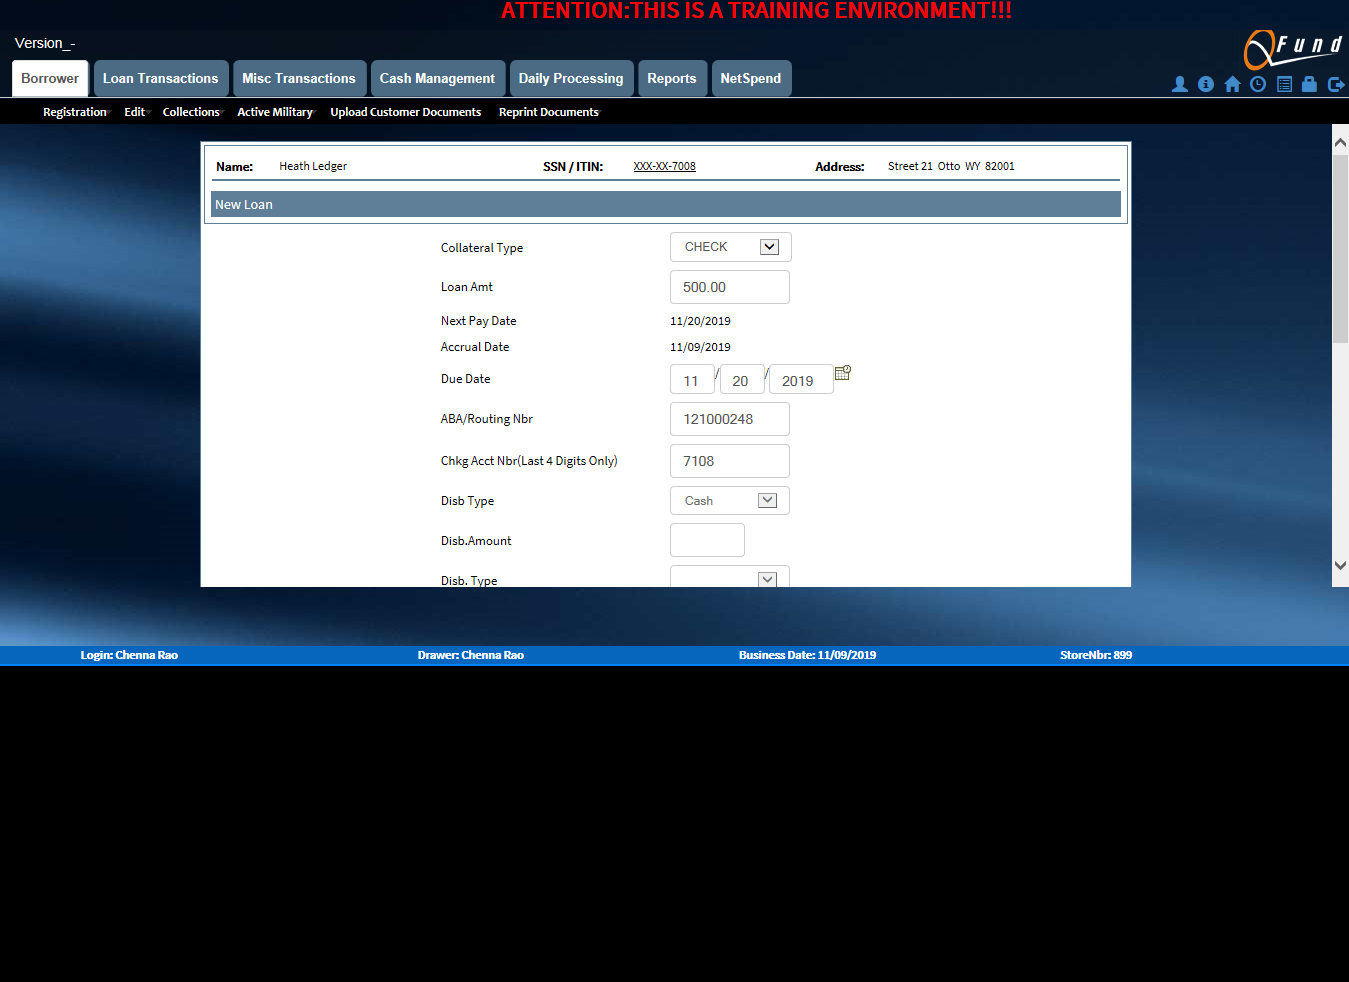 ATTENTION:THIS IS A TRAINING ENVIRONMENT!!!
Version_-
Fund
Borrower Loan Transactions Misc Transactions Cash Management Daily Processing Reports NetSpend
Registration Edit Collections Active Military Upload Customer Documents Reprint Documents
Name: Heath Ledger SSN / ITIN: XXX-XX-7008 Address: Street 21 Otto WY 82001
New Loan
Collateral Type CHECK
Loan Amt 500.00
Next Pay Date 11/20/2019
Accrual Date 11/09/2019
Due Date 11 / 20 / 2019
ABA/Routing Nbr 121000248
Chkg Acct Nbr(Last 4 Digits Only) 7108
Disb Type Cash
Disb.Amount
Disb. Type
Login: Chenna Rao Drawer: Chenna Rao Business Date: 11/09/2019 StoreNbr: 899